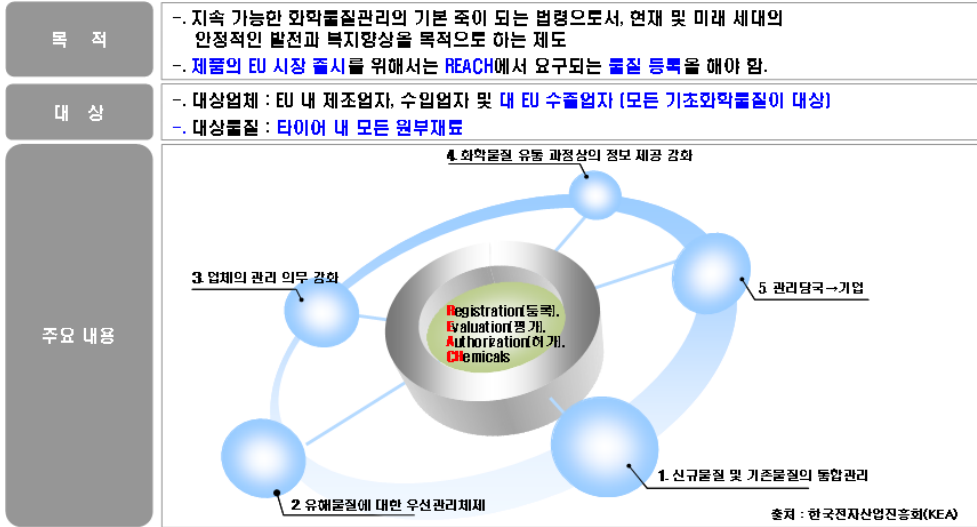 목 적
-. 지속 가능한 화학물질관리의 기본 축이 되는 법령으로서, 현재 및 미래 세대의
안정적인 발전과 복지향상을 목적으로 하는 제도
-. 제품의 EU 시장 출시를 위해서는 REACH에서 요구되는 물질 등록을 해야 함.
대 상
-. 대상업체 : EU 내 제조업자, 수입업자 및 대 EU 수출업자 (모든 기초화학물질이 대상)
-. 대상물질 : 타이어 내 모든 원부재료
주요 내용
4. 화학물질 유통 과정상의 정보 제공 강화
3. 업체의 관리 의무 강화
5. 관리당국→기업
Registration(등록).
Evaluation(평가).
Authorization(허가).
CHemicals
1. 신규물질 및 기존물질의 통합관리
2. 유해물질에 대한 우선관리체제
출처 : 한국전자산업진흥회(KEA)